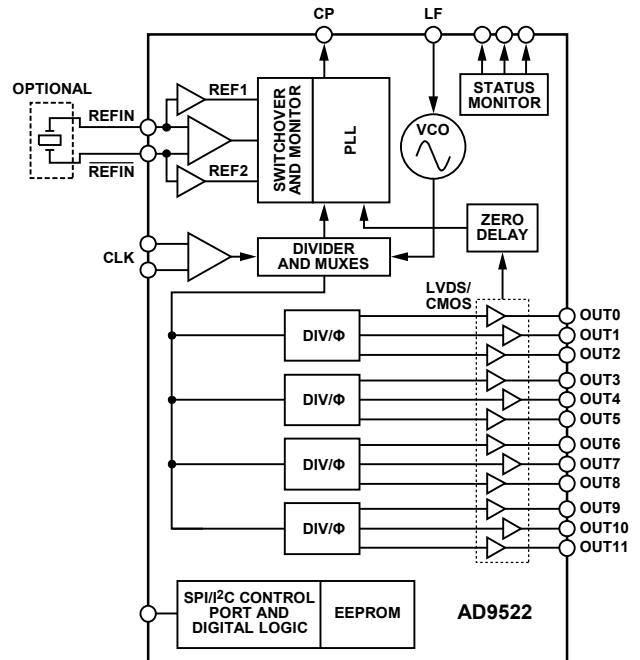 CP
LF
OPTIONAL
REFIN
REFIN
REF1
REF2
SWITCHOVER
AND MONITOR
PLL
VCO
STATUS
MONITOR
ZERO
DELAY
CLK
DIVIDER
AND MUXES
LVDS/
CMOS
DIV/Φ
OUT0
OUT1
OUT2
DIV/Φ
OUT3
OUT4
OUT5
DIV/Φ
OUT6
OUT7
OUT8
DIV/Φ
OUT9
OUT10
OUT11
SPI/I²C CONTROL
PORT AND
DIGITAL LOGIC
EEPROM
AD9522